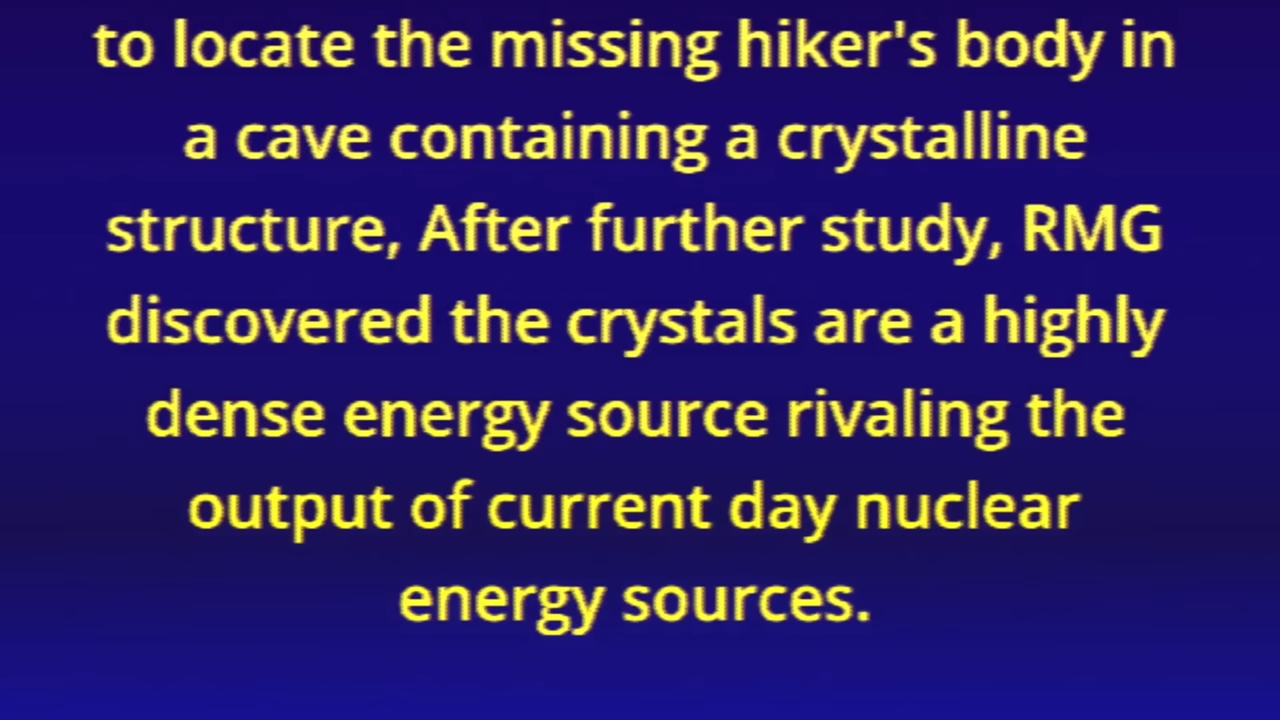 to locate the missing hiker's body in
a cave containing a crystalline
structure, After further study, RMG
discovered the crystals are a highly
dense energy source rivaling the
output of current day nuclear
energy sources.